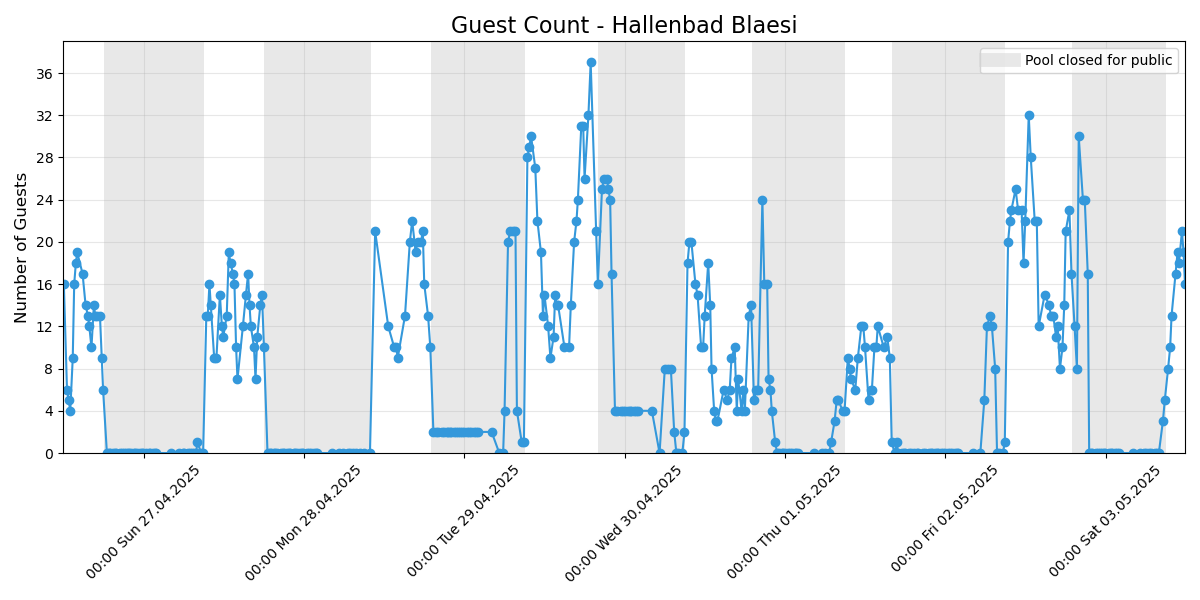 Guest Count - Hallenbad Blaesi
Pool closed for public
Number of Guests
36
32
28
24
20
16
12
8
4
0
00:00 Sun 27.04.2025
00:00 Mon 28.04.2025
00:00 Tue 29.04.2025
00:00 Wed 30.04.2025
00:00 Thu 01.05.2025
00:00 Fri 02.05.2025
00:00 Sat 03.05.2025